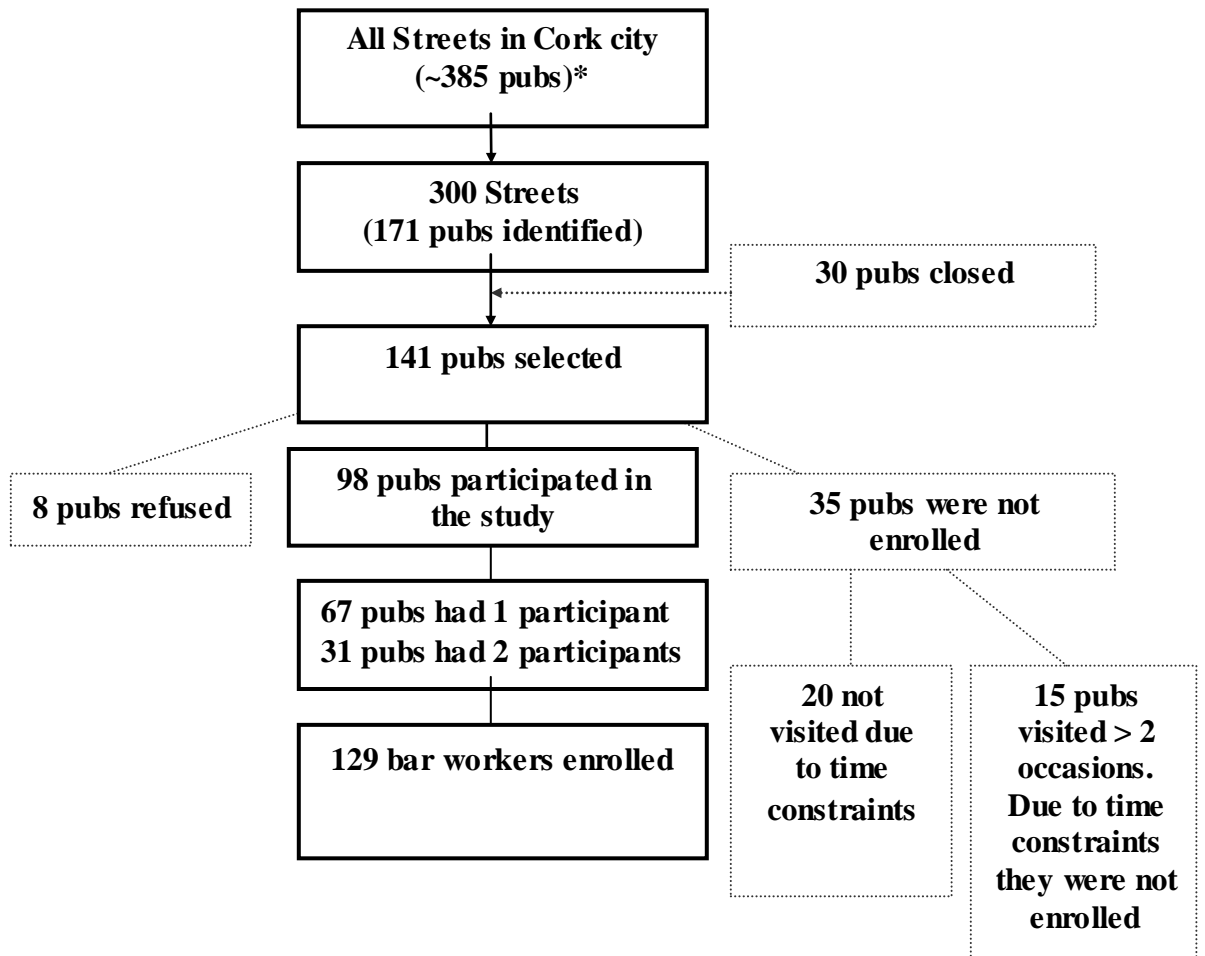 All Streets in Cork city
(~385 pubs)*
300 Streets
(171 pubs identified)
30 pubs closed
141 pubs selected
8 pubs refused
98 pubs participated in
the study
35 pubs were not
enrolled
67 pubs had 1 participant
31 pubs had 2 participants
20 not
visited due
to time
constraints
15 pubs
visited > 2
occasions.
Due to time
constraints
they were not
enrolled
129 bar workers enrolled